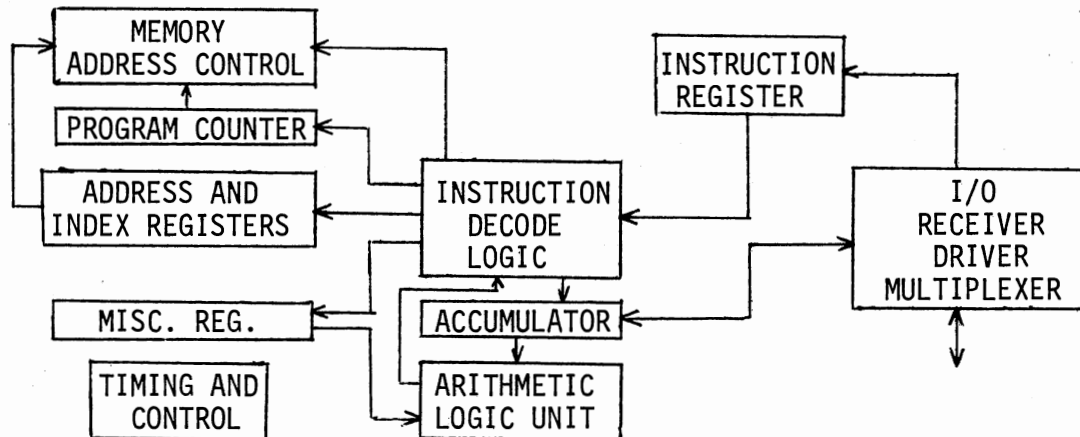 MEMORY
ADDRESS CONTROL
PROGRAM COUNTER
ADDRESS AND
INDEX REGISTERS
MISC. REG.
TIMING AND
CONTROL
INSTRUCTION
DECODE
LOGIC
ACCUMULATOR
ARITHMETIC
LOGIC UNIT
INSTRUCTION
REGISTER
I/O
RECEIVER
DRIVER
MULTIPLEXER